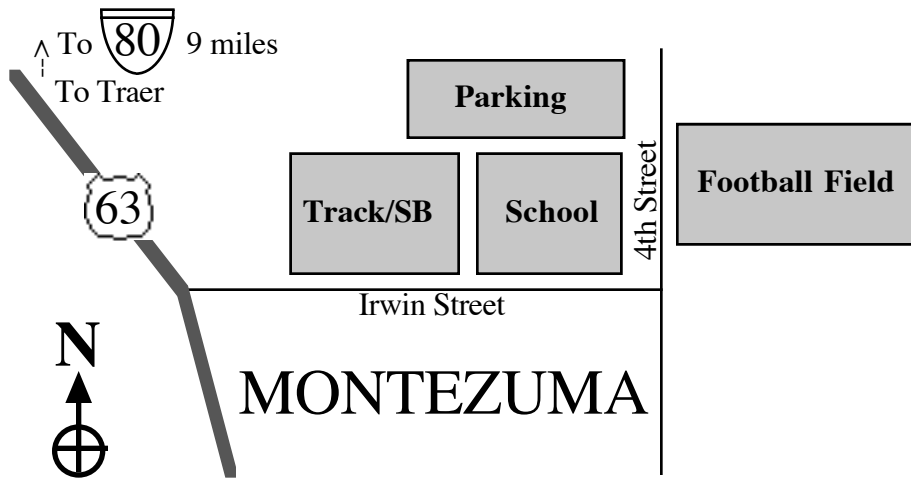 To 80 9 miles
To Traer
Parking
63
Track/SB
School
4th Street
Football Field
Irwin Street
N
MONTEZUMA